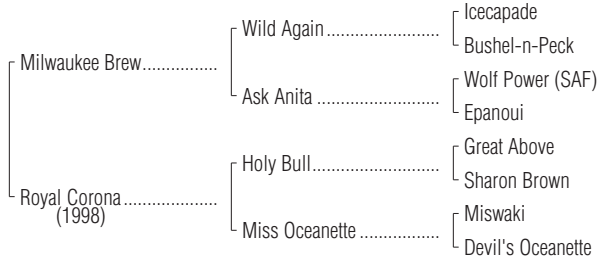 Icecapade
Wild Again......................
Bushel-n-Peck
Milwaukee Brew...............
Wolf Power (SAF)
Ask Anita ........................
Epanoui
Great Above
Holy Bull.........................
Sharon Brown
Royal Corona ..................
(1998)
Miswaki
Miss Oceanette ................
Devil's Oceanette